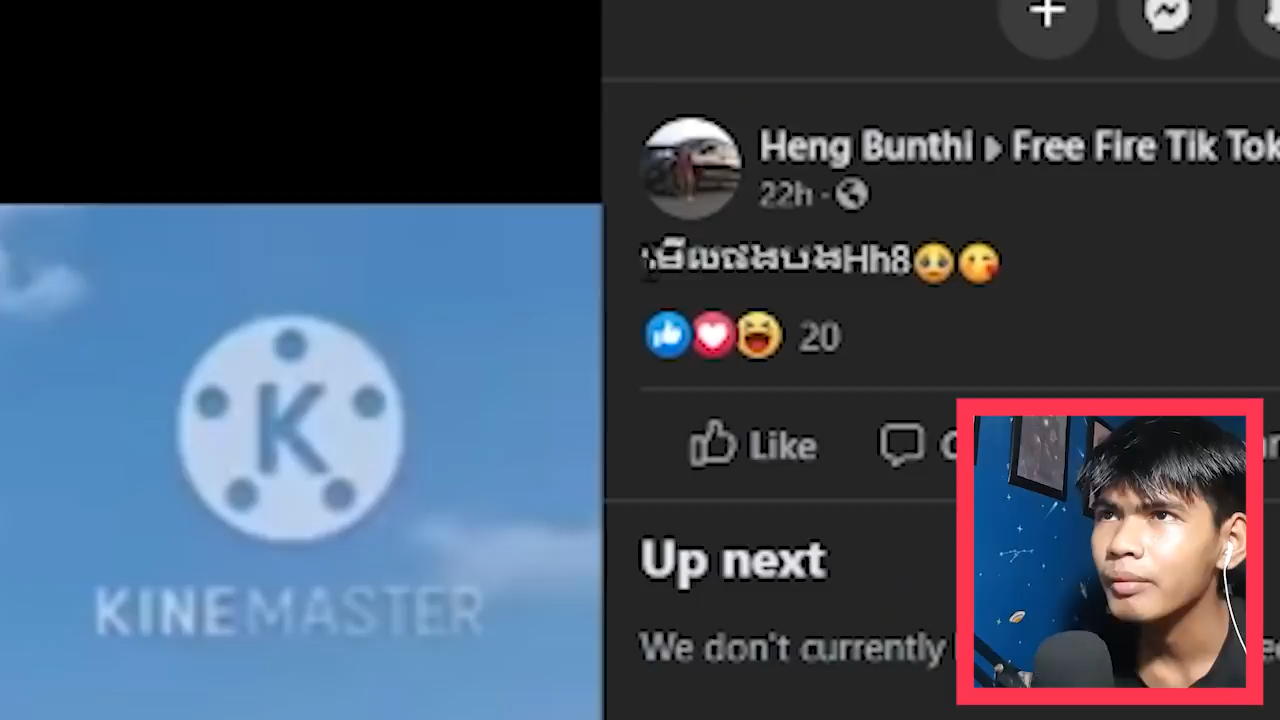 Heng Bunthi ▸ Free Fire Tik Tok
22h ·
មើលផងបងHh8🥺😘
20
Like
K
KINEMASTER
Up next
We don't currently